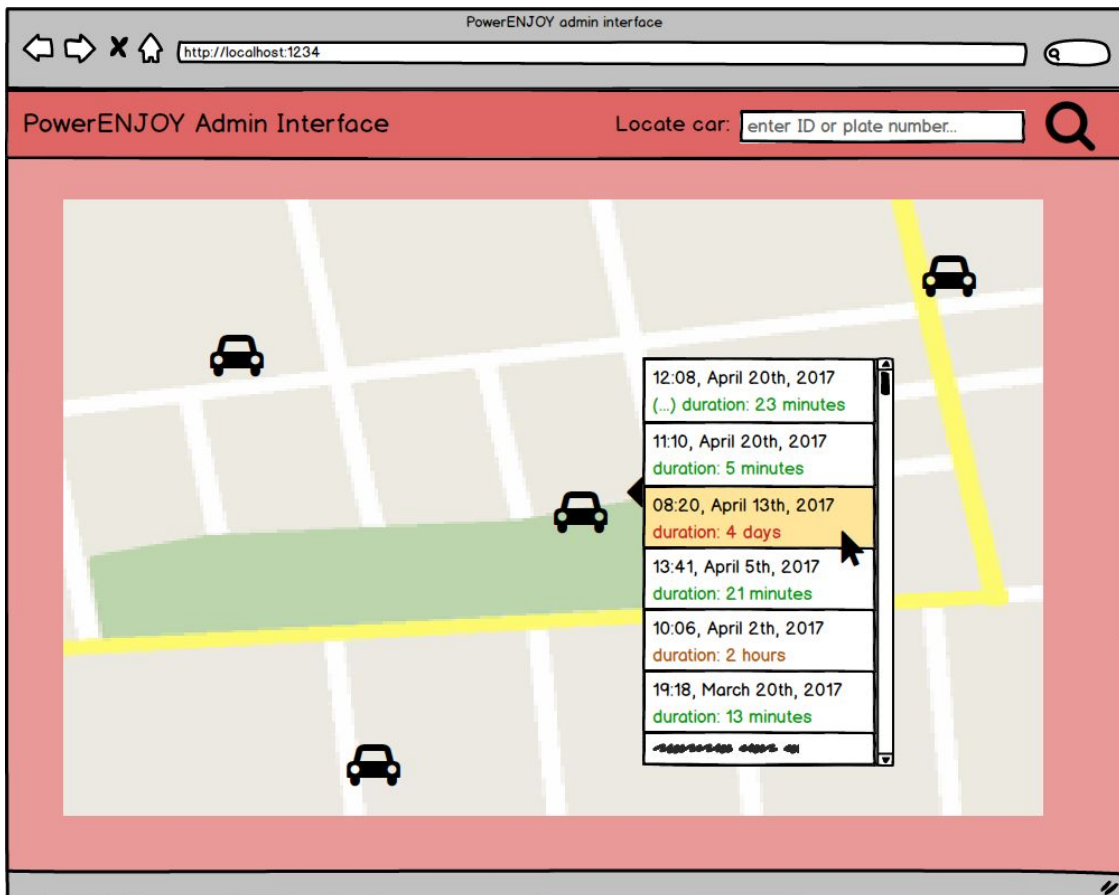 PowerENJOY admin interface
http://localhost:1234
PowerENJOY Admin Interface
Locate car: enter ID or plate number...
12:08, April 20th, 2017
(...) duration: 23 minutes
11:10, April 20th, 2017
duration: 5 minutes
08:20, April 13th, 2017
duration: 4 days
13:41, April 5th, 2017
duration: 21 minutes
10:06, April 2th, 2017
duration: 2 hours
19:18, March 20th, 2017
duration: 13 minutes